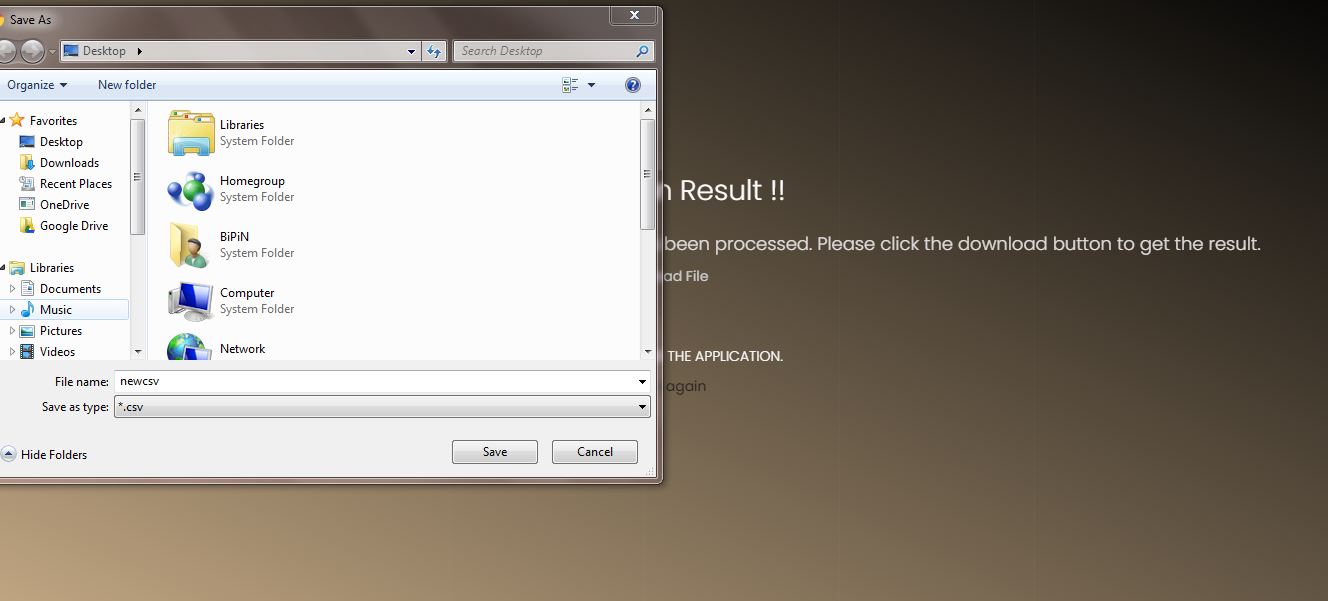 Save As
Desktop
Search Desktop
Organize
New folder
Favorites
Desktop
Downloads
Recent Places
OneDrive
Google Drive
Libraries
Documents
Music
Pictures
Videos
Libraries
System Folder
Homegroup
System Folder
BiPiN
System Folder
Computer
System Folder
Network
File name: newcsv
Save as type: *.csv
Hide Folders
Save
Cancel
n Result !!
been processed. Please click the download button to get the result.
ad File
THE APPLICATION.
again